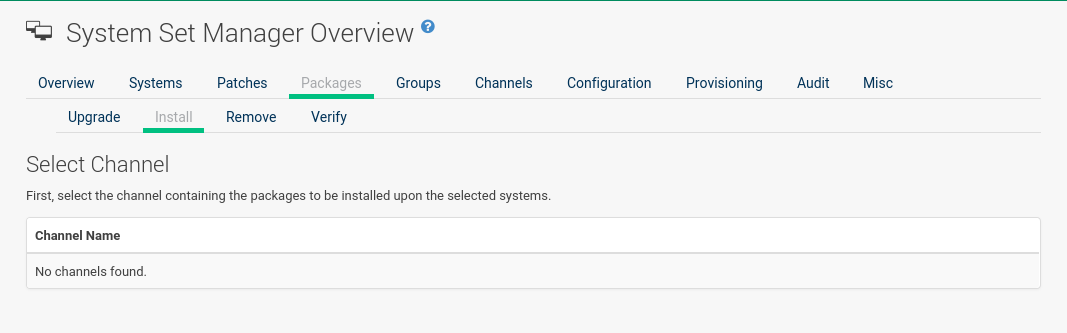 System Set Manager Overview ?
Overview Systems Patches Packages Groups Channels Configuration Provisioning Audit Misc
Upgrade Install Remove Verify
Select Channel
First, select the channel containing the packages to be installed upon the selected systems.
Channel Name
No channels found.